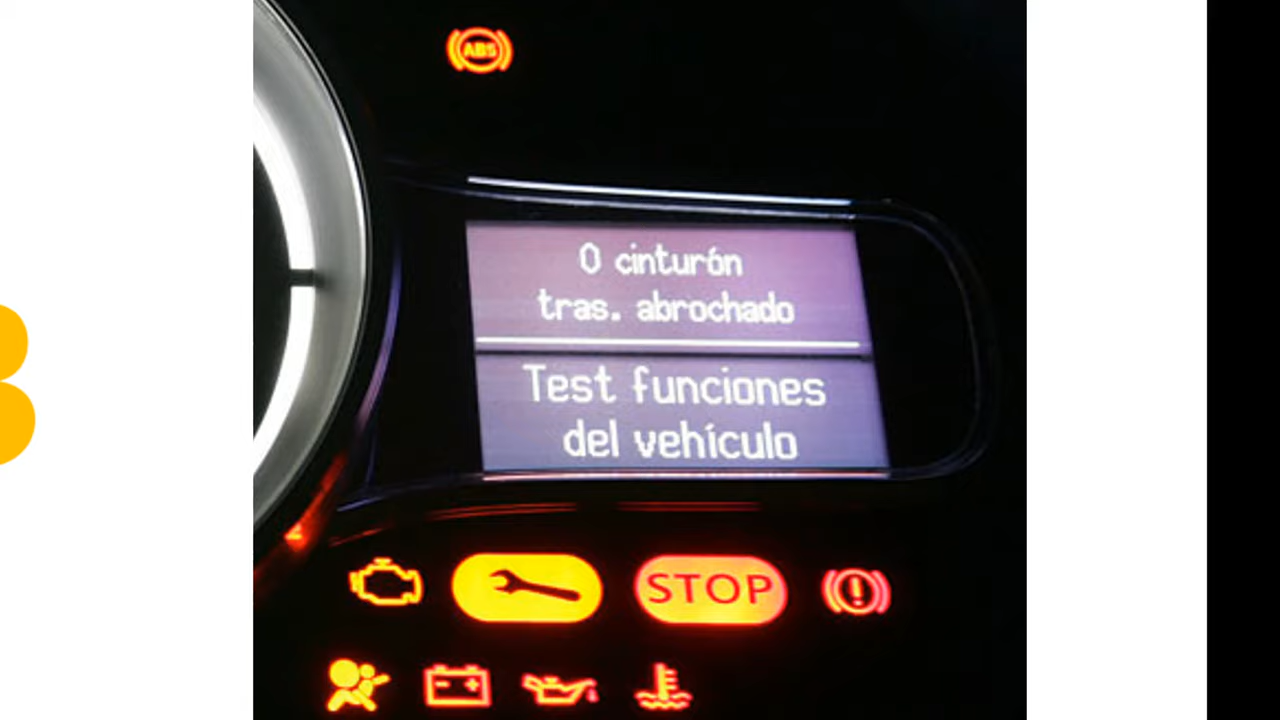 ABS
0 cinturón
tras. abrochado
Test funciones
del vehículo
STOP